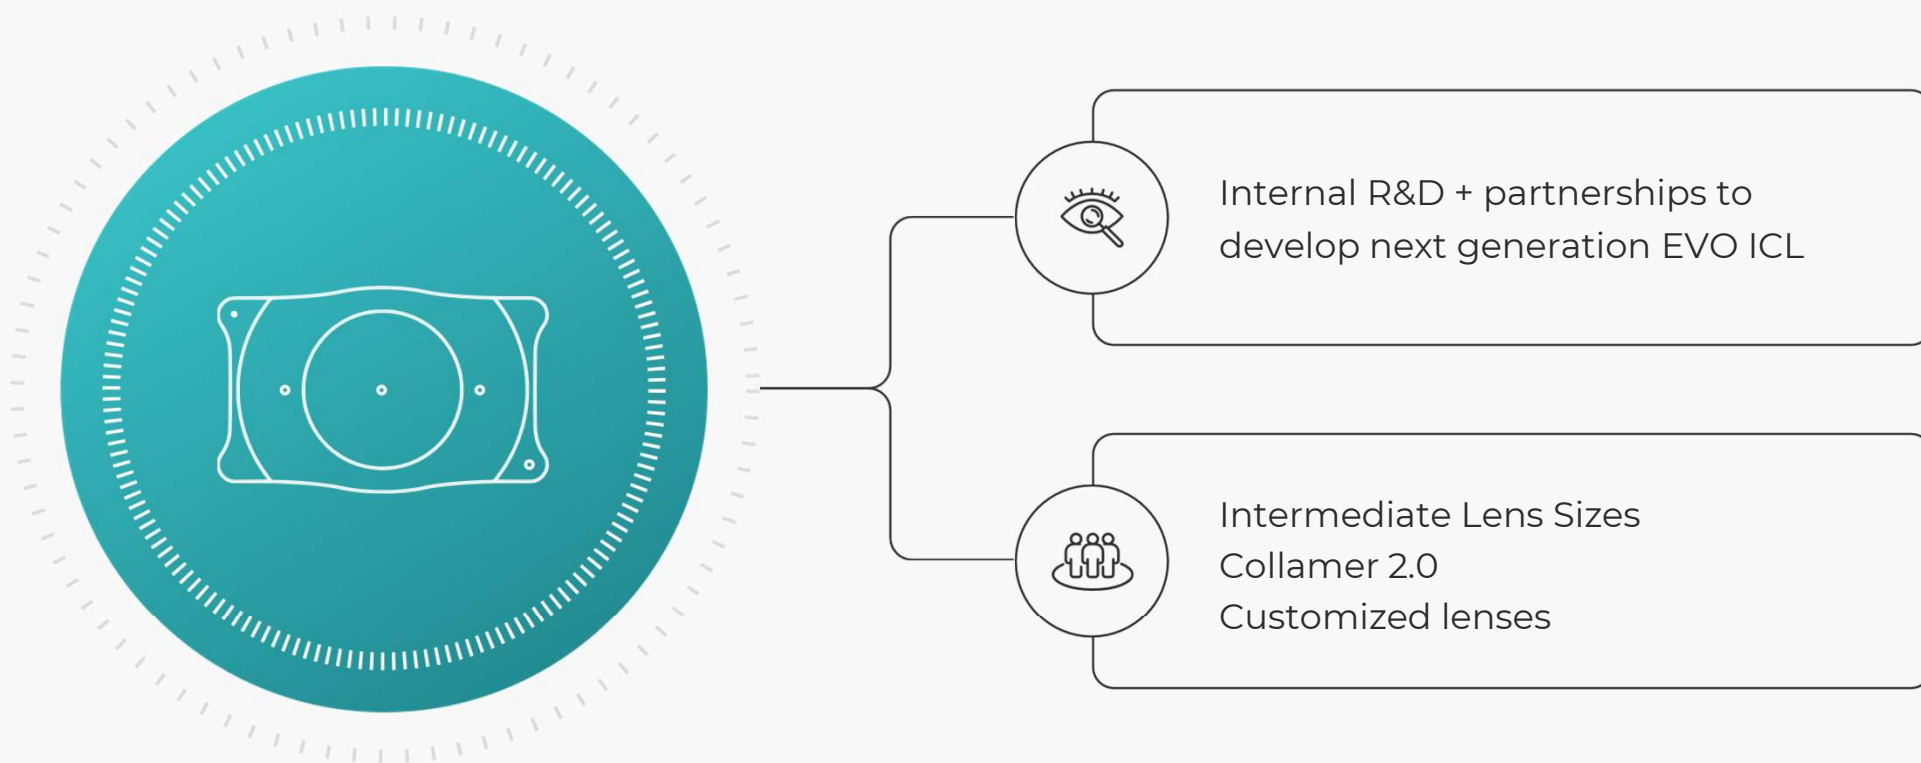 Internal R&D + partnerships to
develop next generation EVO ICL
Intermediate Lens Sizes
Collamer 2.0
Customized lenses